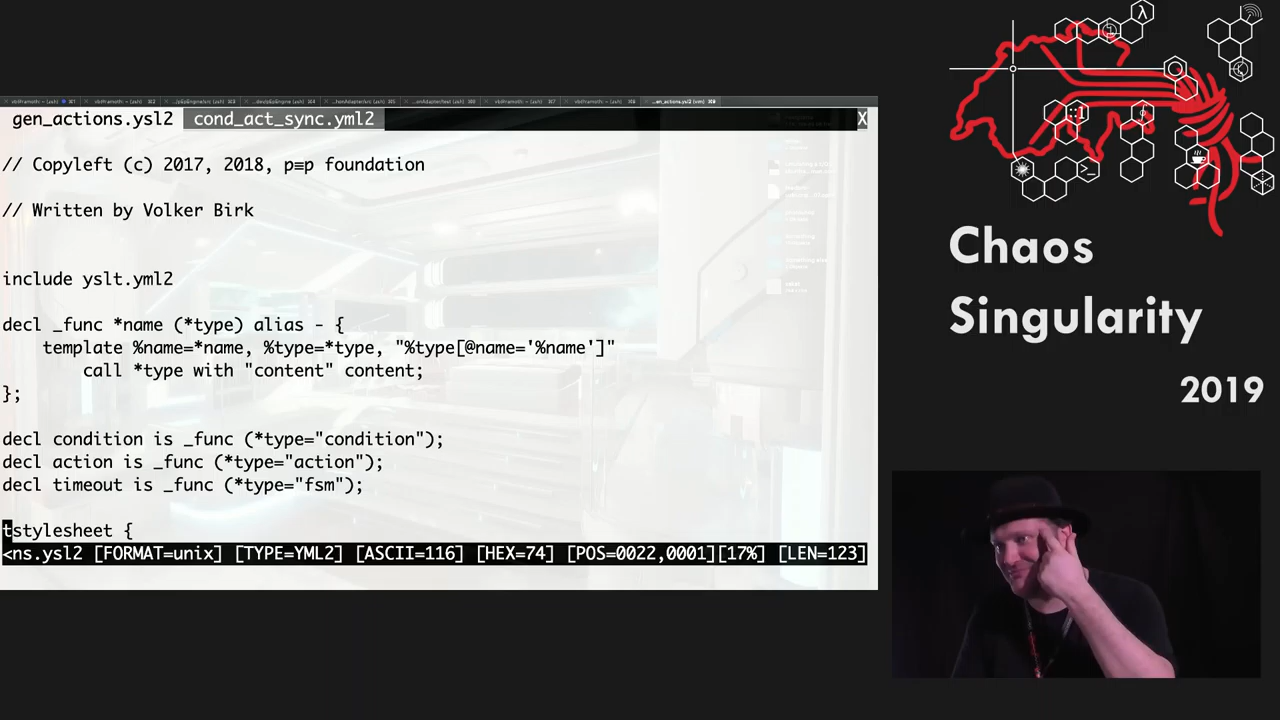 gen_actions.ysl2 cond_act_sync.yml2 X
// Copyleft (c) 2017, 2018, p≡p foundation
// Written by Volker Birk
include yslt.yml2
decl _func *name (*type) alias - {
template %name=*name, %type=*type, "%type[@name='%name']"
call *type with "content" content;
};
decl condition is _func (*type="condition");
decl action is _func (*type="action");
decl timeout is _func (*type="fsm");
tstylesheet {
<ns.ysl2 [FORMAT=unix] [TYPE=YML2] [ASCII=116] [HEX=74] [POS=0022,0001][17%] [LEN=123]
λ
>_
Chaos
Singularity
2019